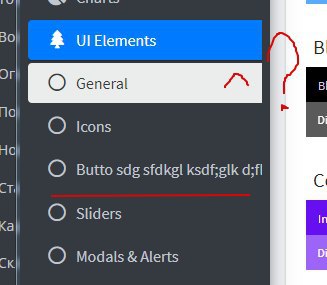 Charts
UI Elements
General
Icons
Butto sdg sfdkgl ksdf;glk d;fl
Sliders
Modals & Alerts
Во
Ог
По
Но
Ст
Ка
Ск
Bl
Bl
Di
Co
In
Di